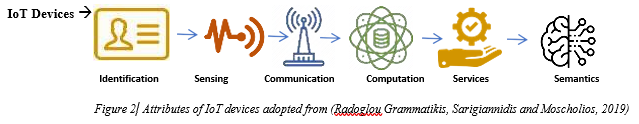 IoT Devices →
Identification Sensing Communication Computation Services Semantics
Figure 2| Attributes of IoT devices adopted from (Radoglou Grammatikis, Sarigiannidis and Moscholios, 2019)